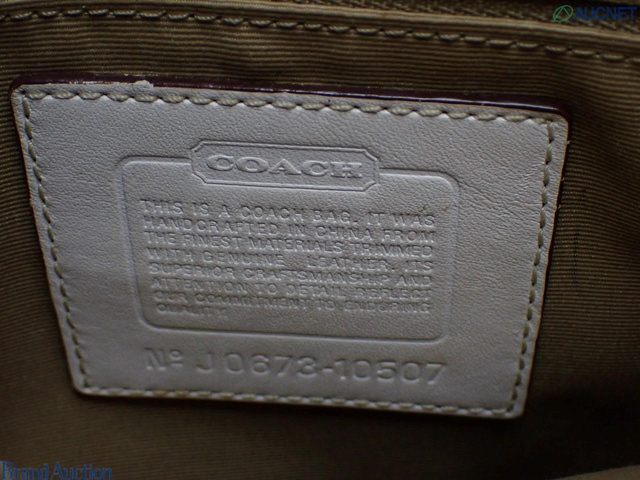 AUCNET
COACH
THIS IS A COACH BAG. IT WAS
HANDCRAFTED IN CHINA FROM
THE FINEST MATERIALS TRIMMED
WITH GENUINE LEATHER. ITS
SUPERIOR CRAFTSMANSHIP AND
ATTENTION TO DETAIL REFLECT
OUR COMMITMENT TO ENDURING
QUALITY.
Nº J0673-10507
Brand Auction